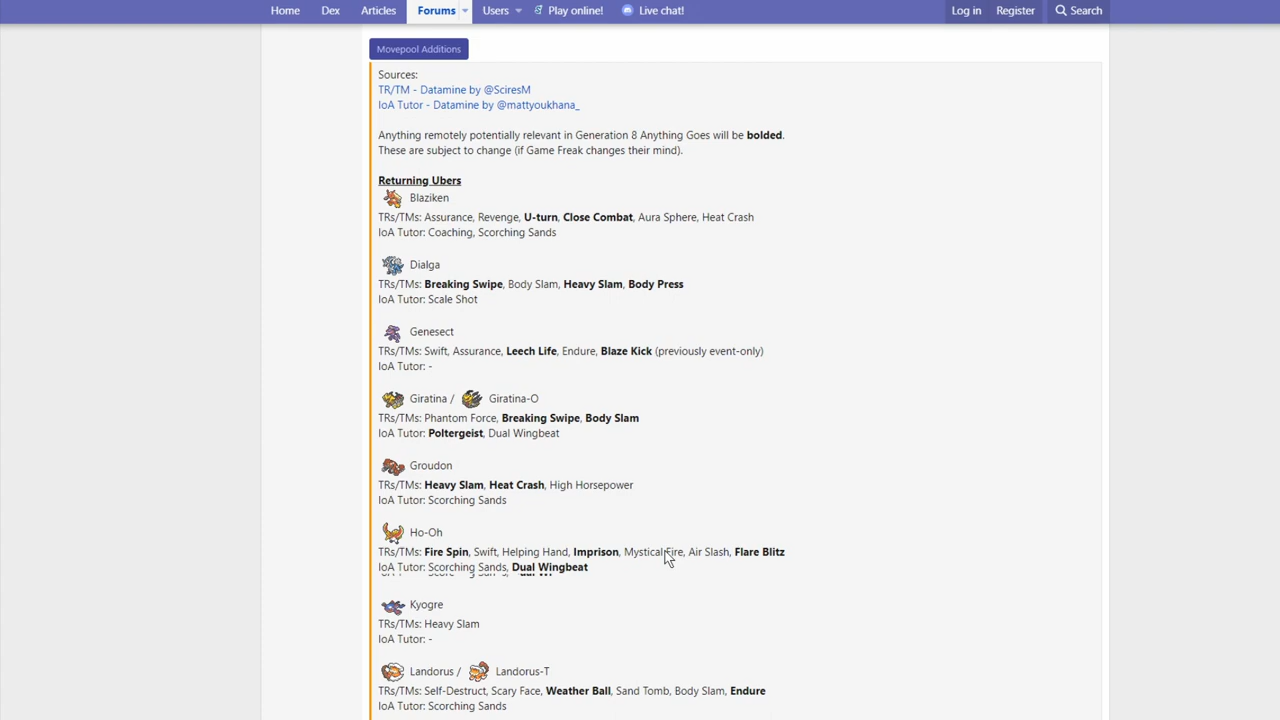 Home Dex Articles Forums Users Play online! Live chat! Log in Register Search
Movepool Additions
Sources:
TR/TM - Datamine by @SciresM
IoA Tutor - Datamine by @mattyoukhana_
Anything remotely potentially relevant in Generation 8 Anything Goes will be bolded.
These are subject to change (if Game Freak changes their mind).
Returning Ubers
Blaziken
TRs/TMs: Assurance, Revenge, U-turn, Close Combat, Aura Sphere, Heat Crash
IoA Tutor: Coaching, Scorching Sands
Dialga
TRs/TMs: Breaking Swipe, Body Slam, Heavy Slam, Body Press
IoA Tutor: Scale Shot
Genesect
TRs/TMs: Swift, Assurance, Leech Life, Endure, Blaze Kick (previously event-only)
IoA Tutor: -
Giratina / Giratina-O
TRs/TMs: Phantom Force, Breaking Swipe, Body Slam
IoA Tutor: Poltergeist, Dual Wingbeat
Groudon
TRs/TMs: Heavy Slam, Heat Crash, High Horsepower
IoA Tutor: Scorching Sands
Ho-Oh
TRs/TMs: Fire Spin, Swift, Helping Hand, Imprison, Mystical Fire, Air Slash, Flare Blitz
IoA Tutor: Scorching Sands, Dual Wingbeat
Kyogre
TRs/TMs: Heavy Slam
IoA Tutor: -
Landorus / Landorus-T
TRs/TMs: Self-Destruct, Scary Face, Weather Ball, Sand Tomb, Body Slam, Endure
IoA Tutor: Scorching Sands